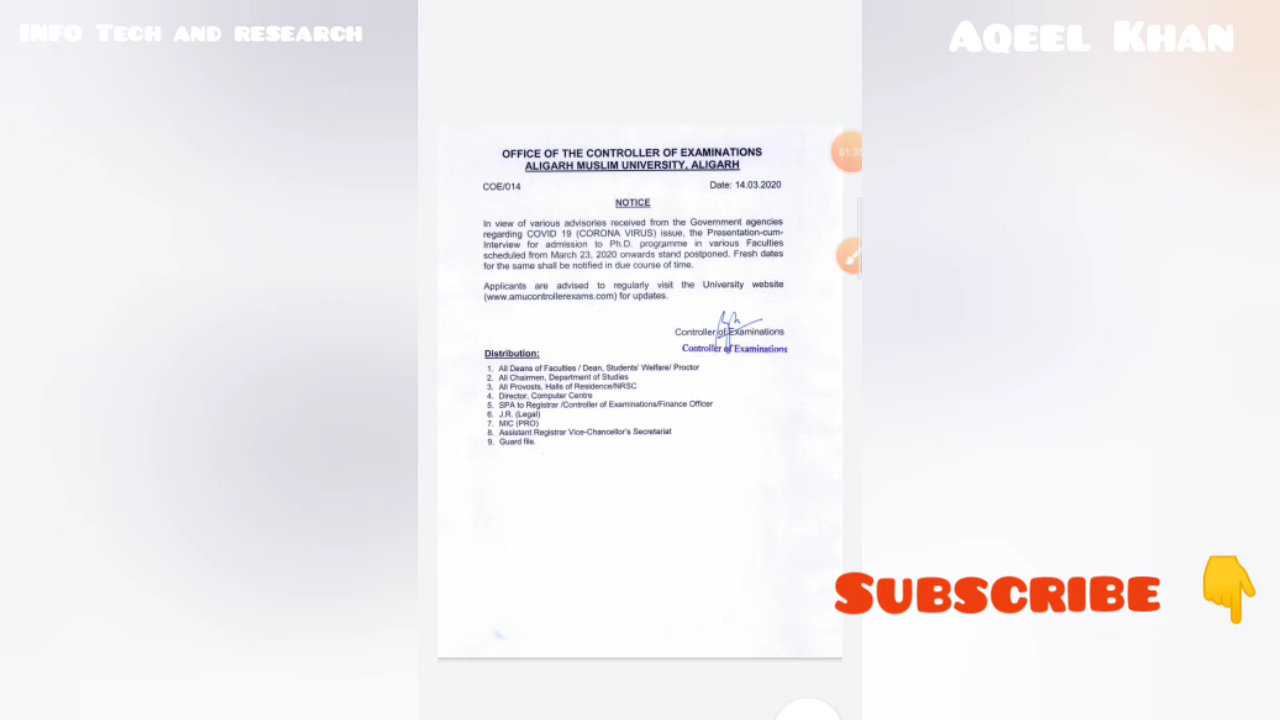 INFO Tech and research
Aqeel Khan
OFFICE OF THE CONTROLLER OF EXAMINATIONS
ALIGARH MUSLIM UNIVERSITY, ALIGARH
COE/014
Date: 14.03.2020
NOTICE
In view of various advisories received from the Government agencies
regarding COVID 19 (CORONA VIRUS) issue, the Presentation-cum-
Interview for admission to Ph.D. programme in various Faculties
scheduled from March 23, 2020 onwards stand postponed. Fresh dates
for the same shall be notified in due course of time.
Applicants are advised to regularly visit the University website
(www.amucontrollerexams.com) for updates.
Controller of Examinations
Controller of Examinations
Distribution:
1. All Deans of Faculties / Dean, Students' Welfare/ Proctor
2. All Chairmen, Department of Studies
3. All Provosts, Halls of Residence/NRSC
4. Director, Computer Centre
5. SPA to Registrar /Controller of Examinations/Finance Officer
6. J.R. (Legal)
7. MIC (PRO)
8. Assistant Registrar Vice-Chancellor's Secretariat
9. Guard file.
Subscribe